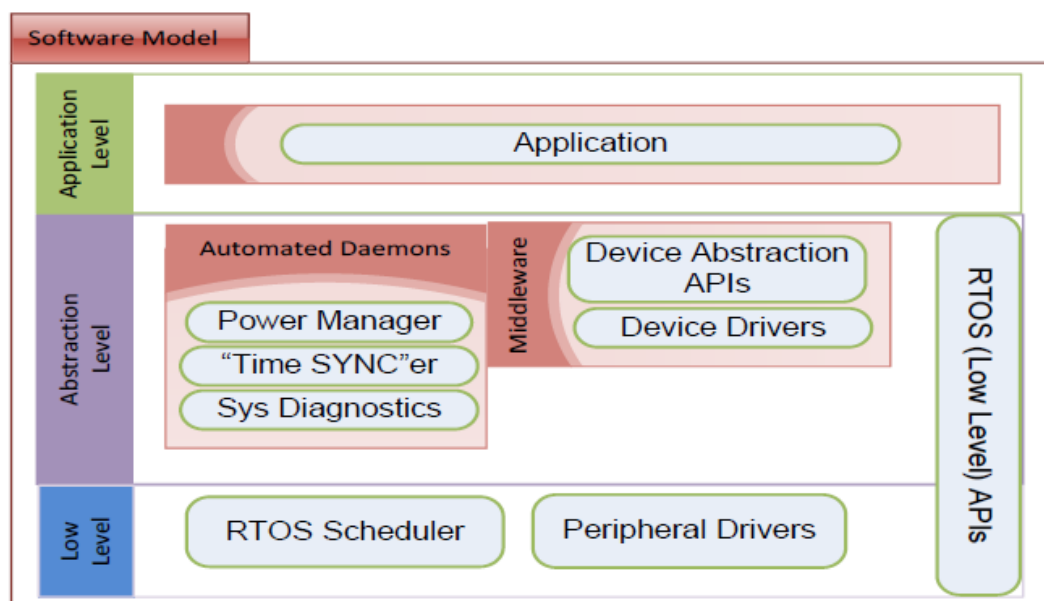 Software Model
Application
Level
Application
Abstraction
Level
Automated Daemons
Power Manager
“Time SYNC”er
Sys Diagnostics
Middleware
Device Abstraction
APIs
Device Drivers
RTOS (Low Level) APIs
Low
Level
RTOS Scheduler
Peripheral Drivers